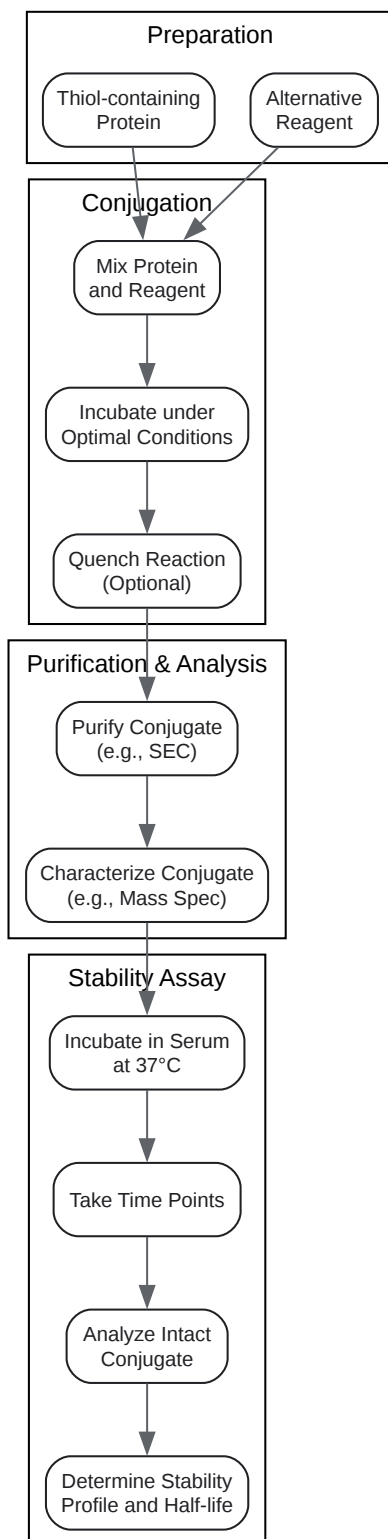 Preparation
Thiol-containing
Protein
Alternative
Reagent
Conjugation
Mix Protein
and Reagent
Incubate under
Optimal Conditions
Quench Reaction
(Optional)
Purification & Analysis
Purify Conjugate
(e.g., SEC)
Characterize Conjugate
(e.g., Mass Spec)
Stability Assay
Incubate in Serum
at 37°C
Take Time Points
Analyze Intact
Conjugate
Determine Stability
Profile and Half-life